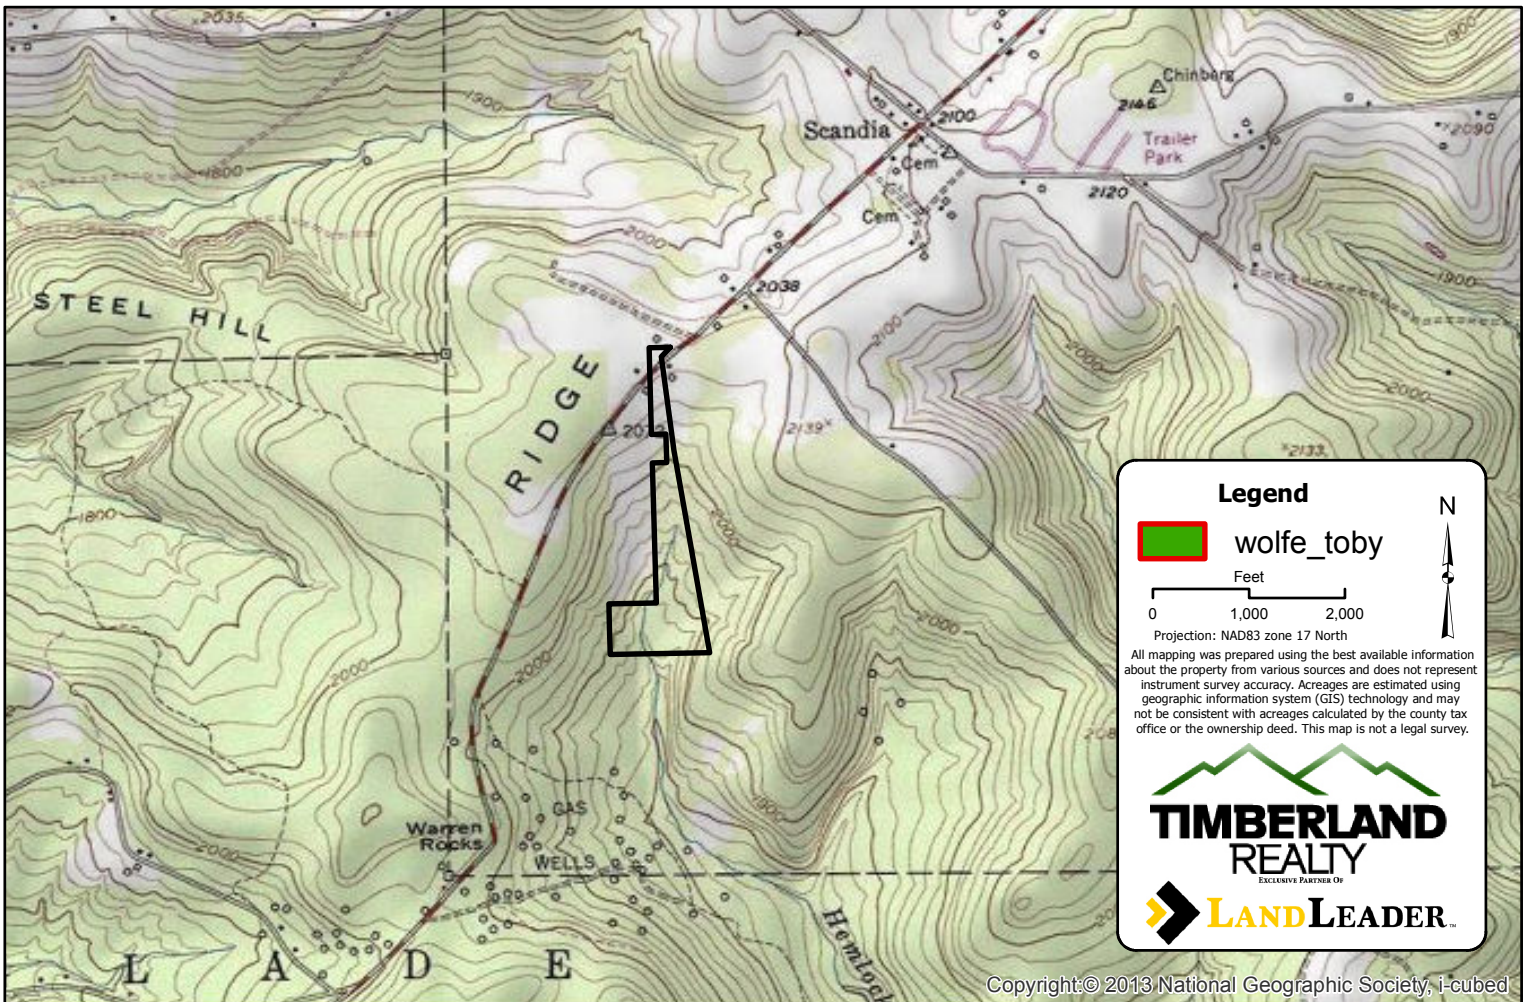 2035
1900
1900
Chinberg
2146
2100
Scandia
2090
Trailer
Park
Cem
1800
2120
Cem
2000
1900
2038
STEEL HILL
2100
2000
2000
RIDGE
2139
2133
1800
2000
2000
2000
2000
1900
GAS
WELLS
Warren
Rocks
2000
Hemlock
L A D E
Legend
N
wolfe_toby
Feet
0 1,000 2,000
Projection: NAD83 zone 17 North
All mapping was prepared using the best available information
about the property from various sources and does not represent
instrument survey accuracy. Acreages are estimated using
geographic information system (GIS) technology and may
not be consistent with acreages calculated by the county tax
office or the ownership deed. This map is not a legal survey.
TIMBERLAND
REALTY
EXCLUSIVE PARTNER OF
LANDLEADER™
Copyright:© 2013 National Geographic Society, i-cubed